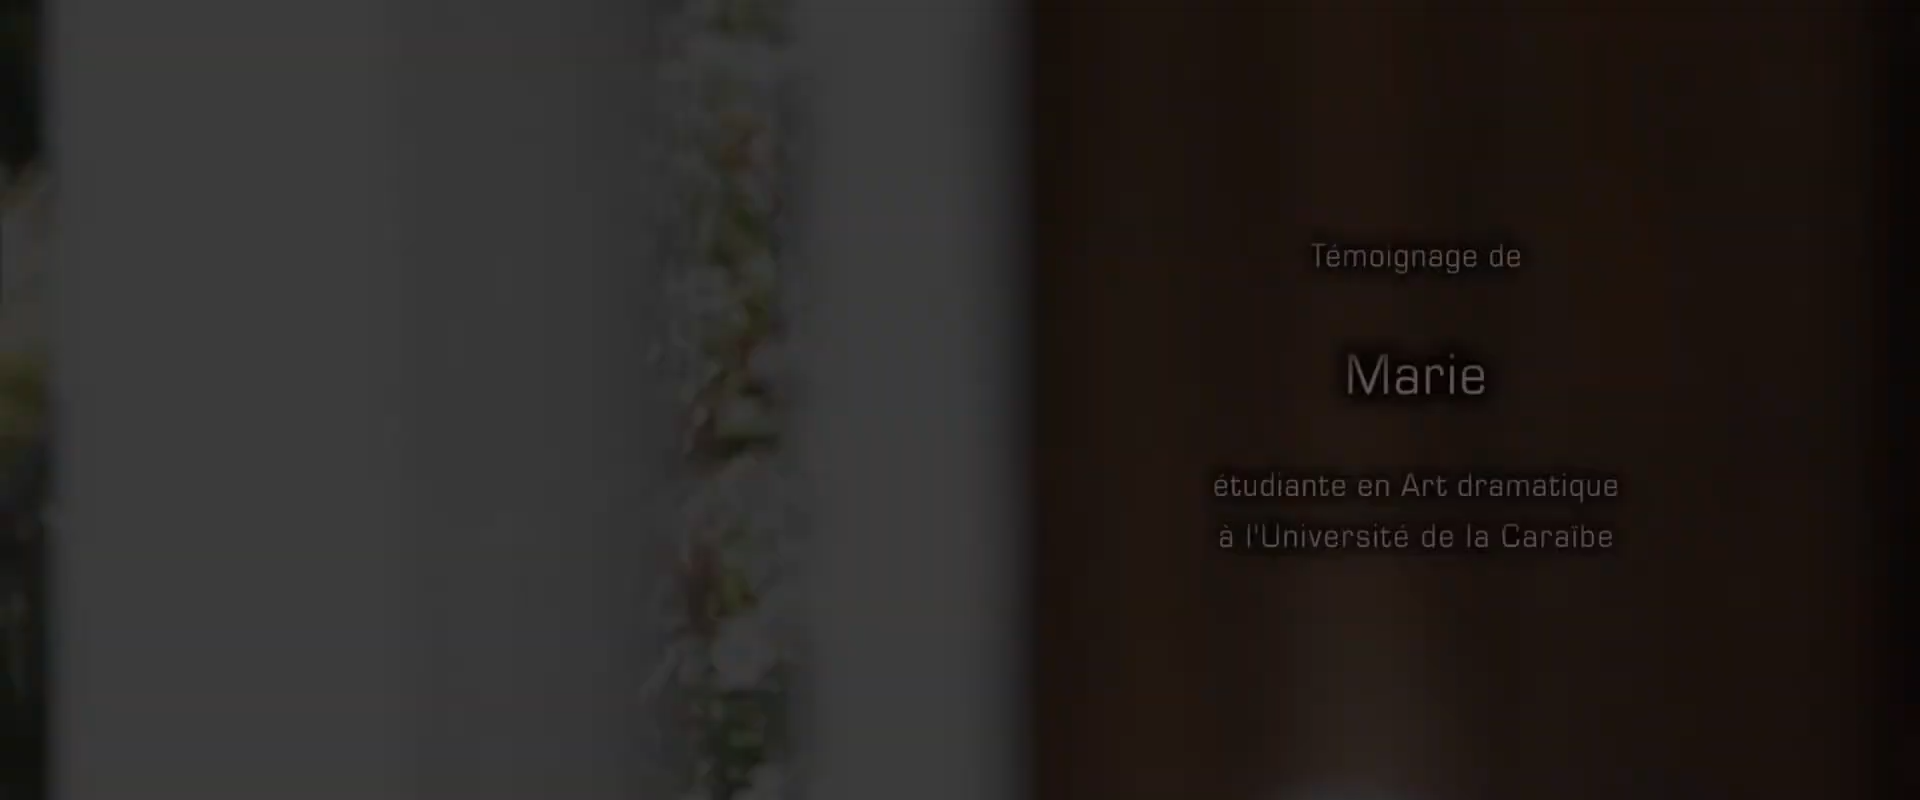 Témoignage de
Marie
étudiante en Art dramatique
à l'Université de la Caraïbe